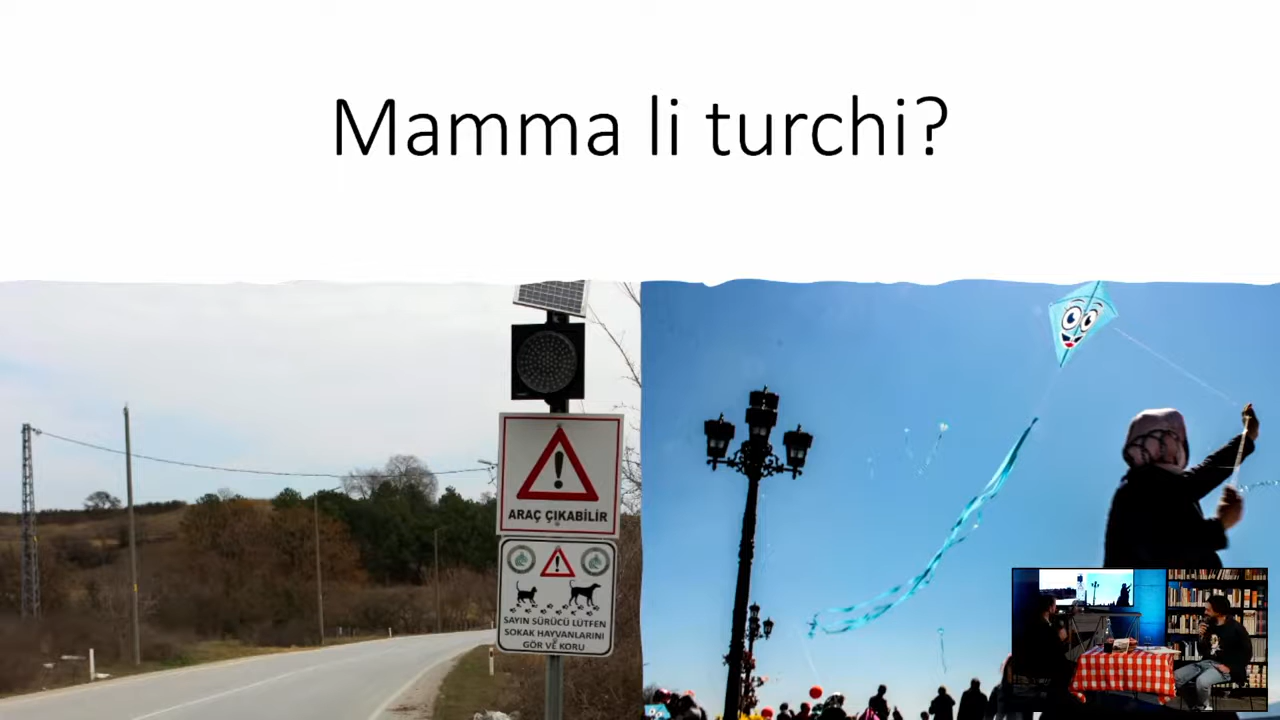 Mamma li turchi?
ARAÇ ÇIKABİLİR
SAYIN SÜRÜCÜ LÜTFEN
SOKAK HAYVANLARINI
GÖR VE KORU